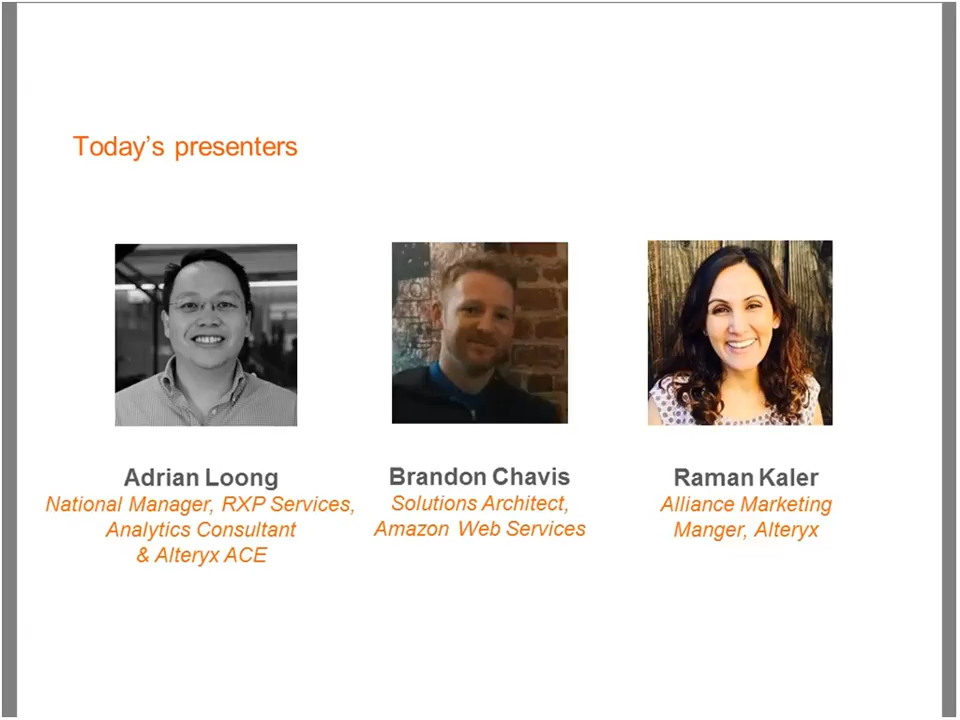 Today’s presenters
Adrian Loong
National Manager, RXP Services,
Analytics Consultant
& Alteryx ACE
Brandon Chavis
Solutions Architect,
Amazon Web Services
Raman Kaler
Alliance Marketing
Manger, Alteryx